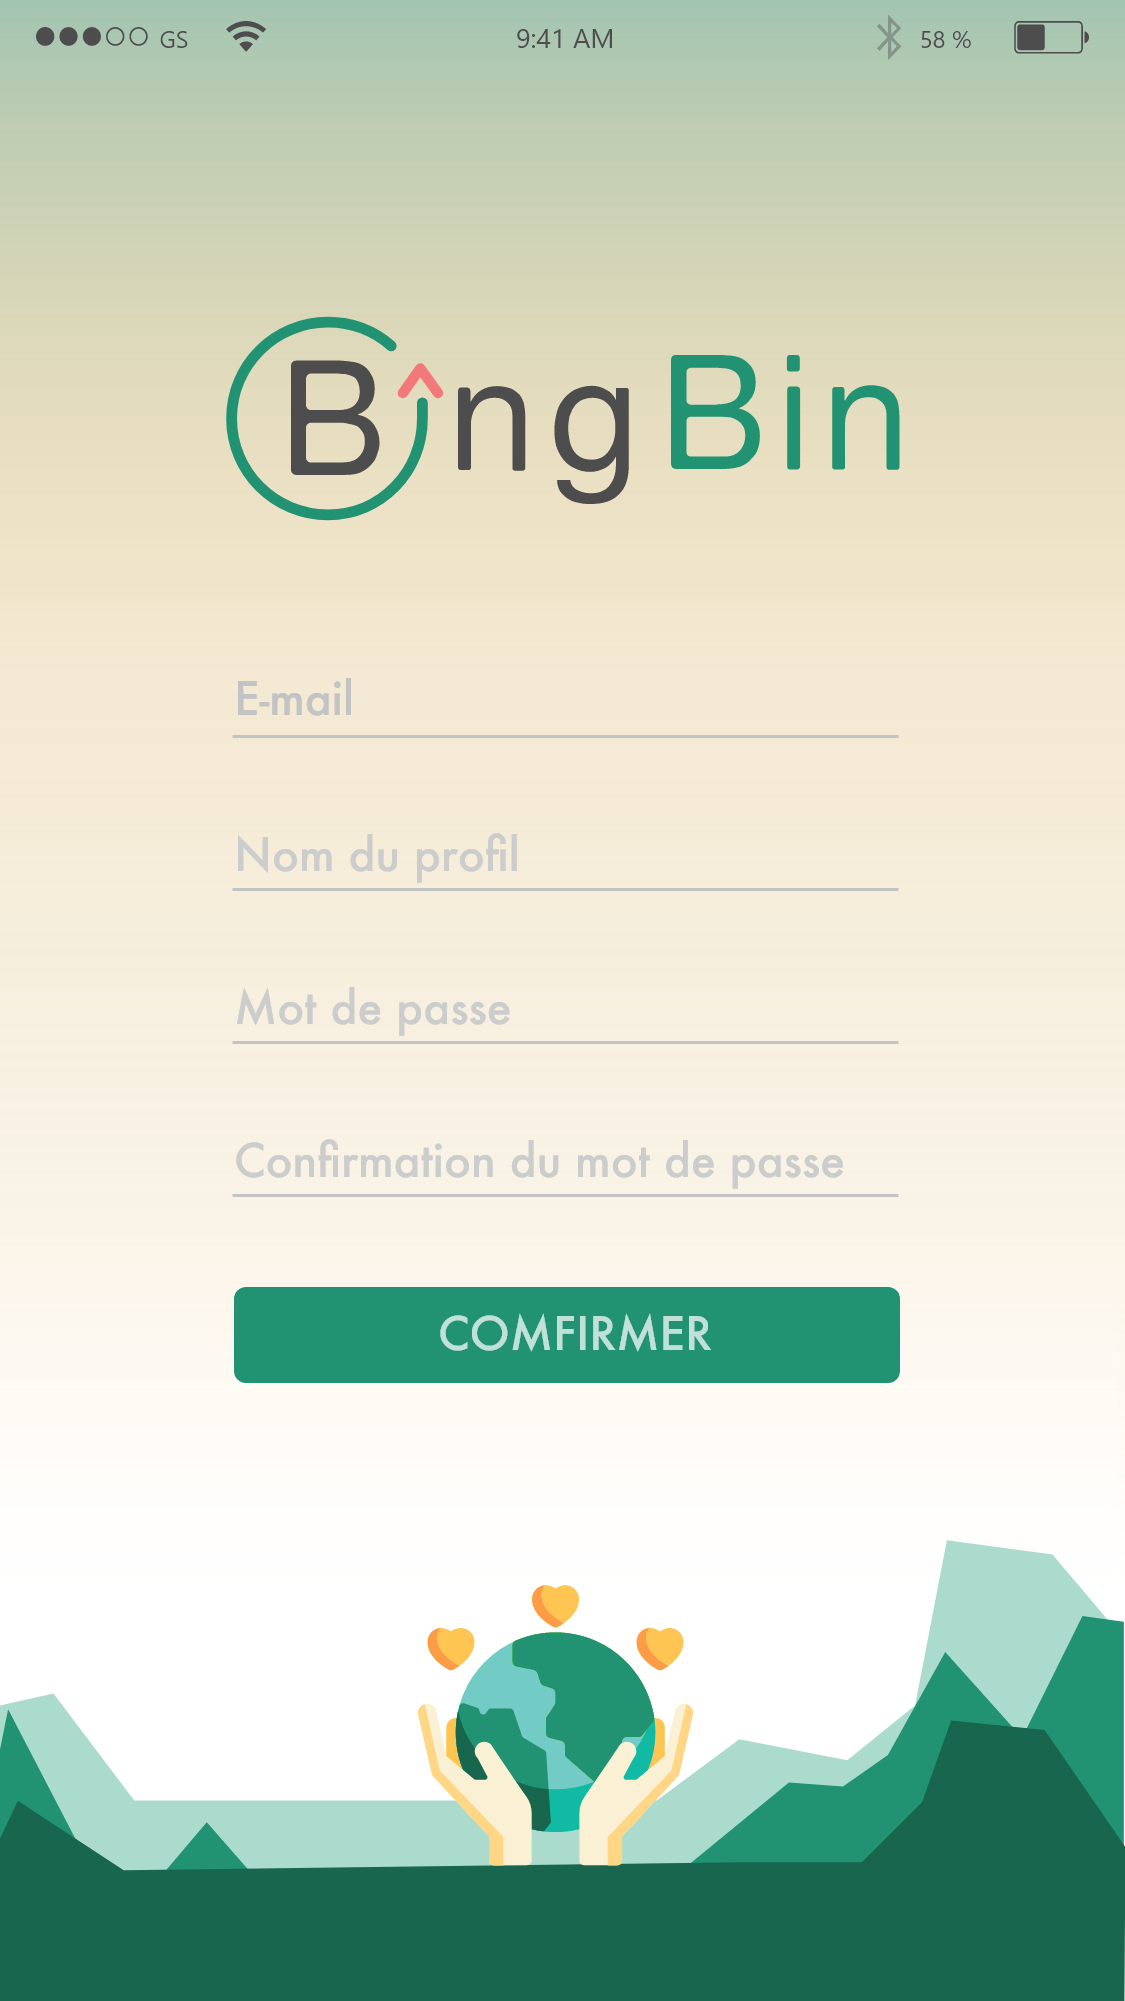 GS 9:41 AM 58 %
BingBin
E-mail
Nom du profil
Mot de passe
Confirmation du mot de passe
COMFIRMER